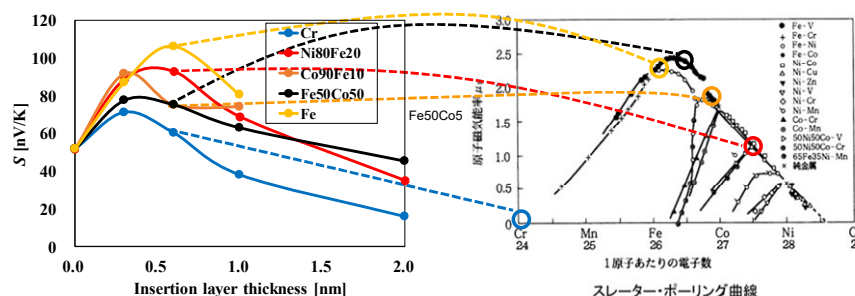 120
100
80
60
40
20
0
S [nV/K]
0.0
0.5
1.0
2.0
Insertion layer thickness [nm]
Cr
Ni80Fe20
Co90Fe10
Fe50Co50
Fe
Fe50Co5
3.0
2.5
2.0
1.5
1.0
0.5
0
原子磁気能率 μ
Fe-V
Fe-Cr
Fe-Ni
Fe-Co
Ni-Co
Ni-Cu
Ni-Zn
Ni-V
Ni-Cr
Ni-Mn
Co-Cr
Co-Mn
50Ni50Co-V
50Ni50Co-Cr
65Fe35Ni-Mn
純金属
Cr Mn Fe Co Ni C
24 25 26 27 28
1原子あたりの電子数
スレーター・ポーリング曲線